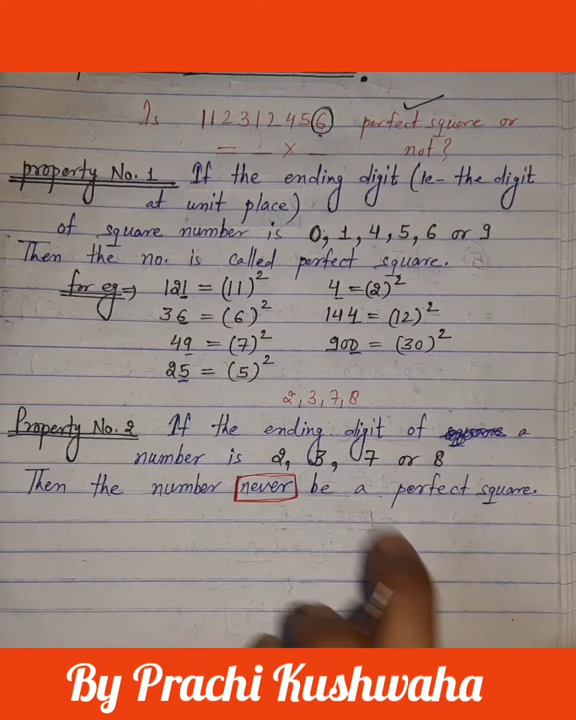 Is 112312456 perfect square or
= _ × _ not?
Property No. 1 If the ending digit (ie- the digit
at unit place)
of square number is 0, 1, 4, 5, 6 or 9
Then the no. is called perfect square.
for eg→ 121 = (11)² 4 = (2)²
36 = (6)² 144 = (12)²
49 = (7)² 900 = (30)²
25 = (5)²
2, 3, 7, 8
Property No. 2 If the ending digit of a
number is 2, 3, 7 or 8
Then the number never be a perfect square.
By Prachi Kushwaha